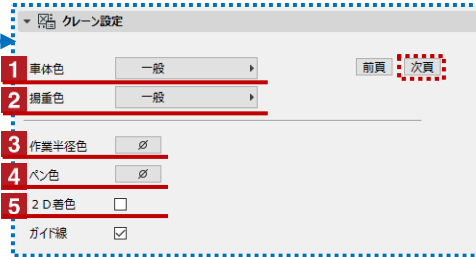 クレーン設定
1 車体色 一般 前頁 次頁
2 揚重色 一般
3 作業半径色 ø
4 ペン色 ø
5 2D着色
ガイド線